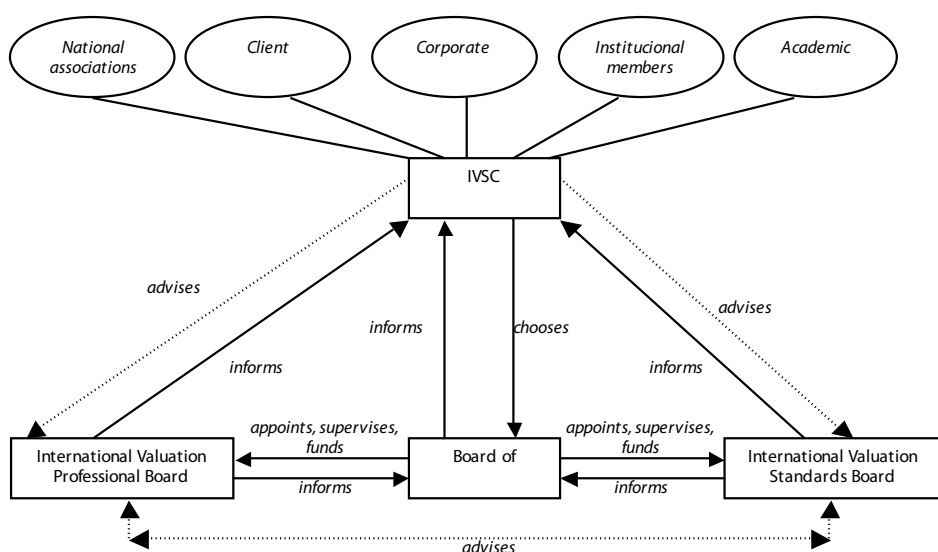 National
associations
Client
Corporate
Institucional
members
Academic
IVSC
advises
advises
informs
chooses
informs
informs
appoints, supervises,
funds
appoints, supervises,
funds
International Valuation
Professional Board
Board of
International Valuation
Standards Board
informs
informs
advises